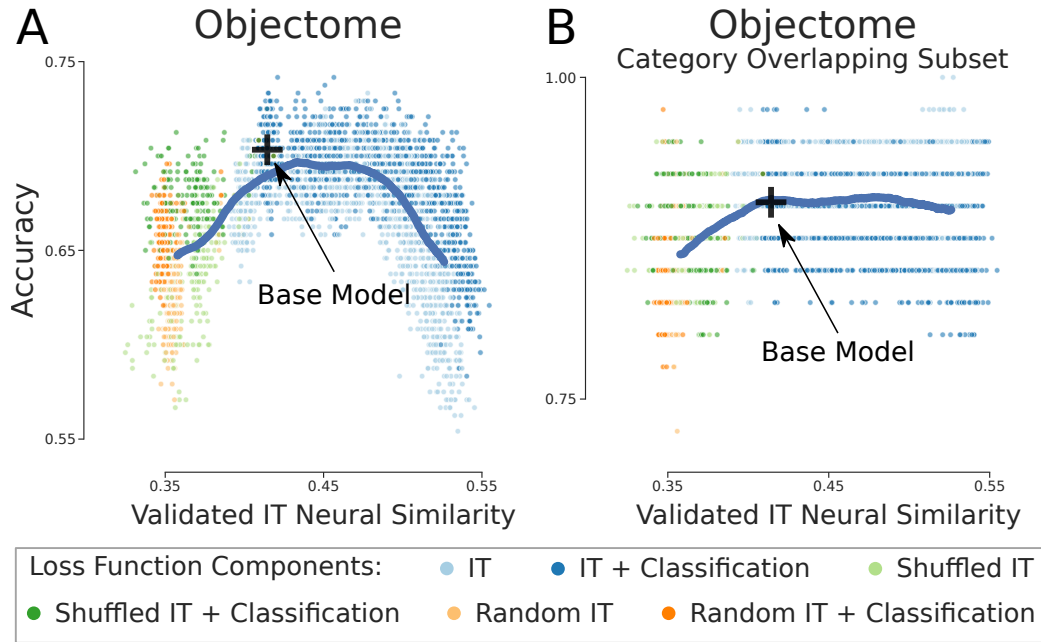 A
Objectome
0.75
0.65
0.55
Accuracy
Base Model
0.35
0.45
0.55
Validated IT Neural Similarity
B
Objectome
Category Overlapping Subset
1.00
0.75
Base Model
0.35
0.45
0.55
Validated IT Neural Similarity
Loss Function Components:
IT
IT + Classification
Shuffled IT
Shuffled IT + Classification
Random IT
Random IT + Classification